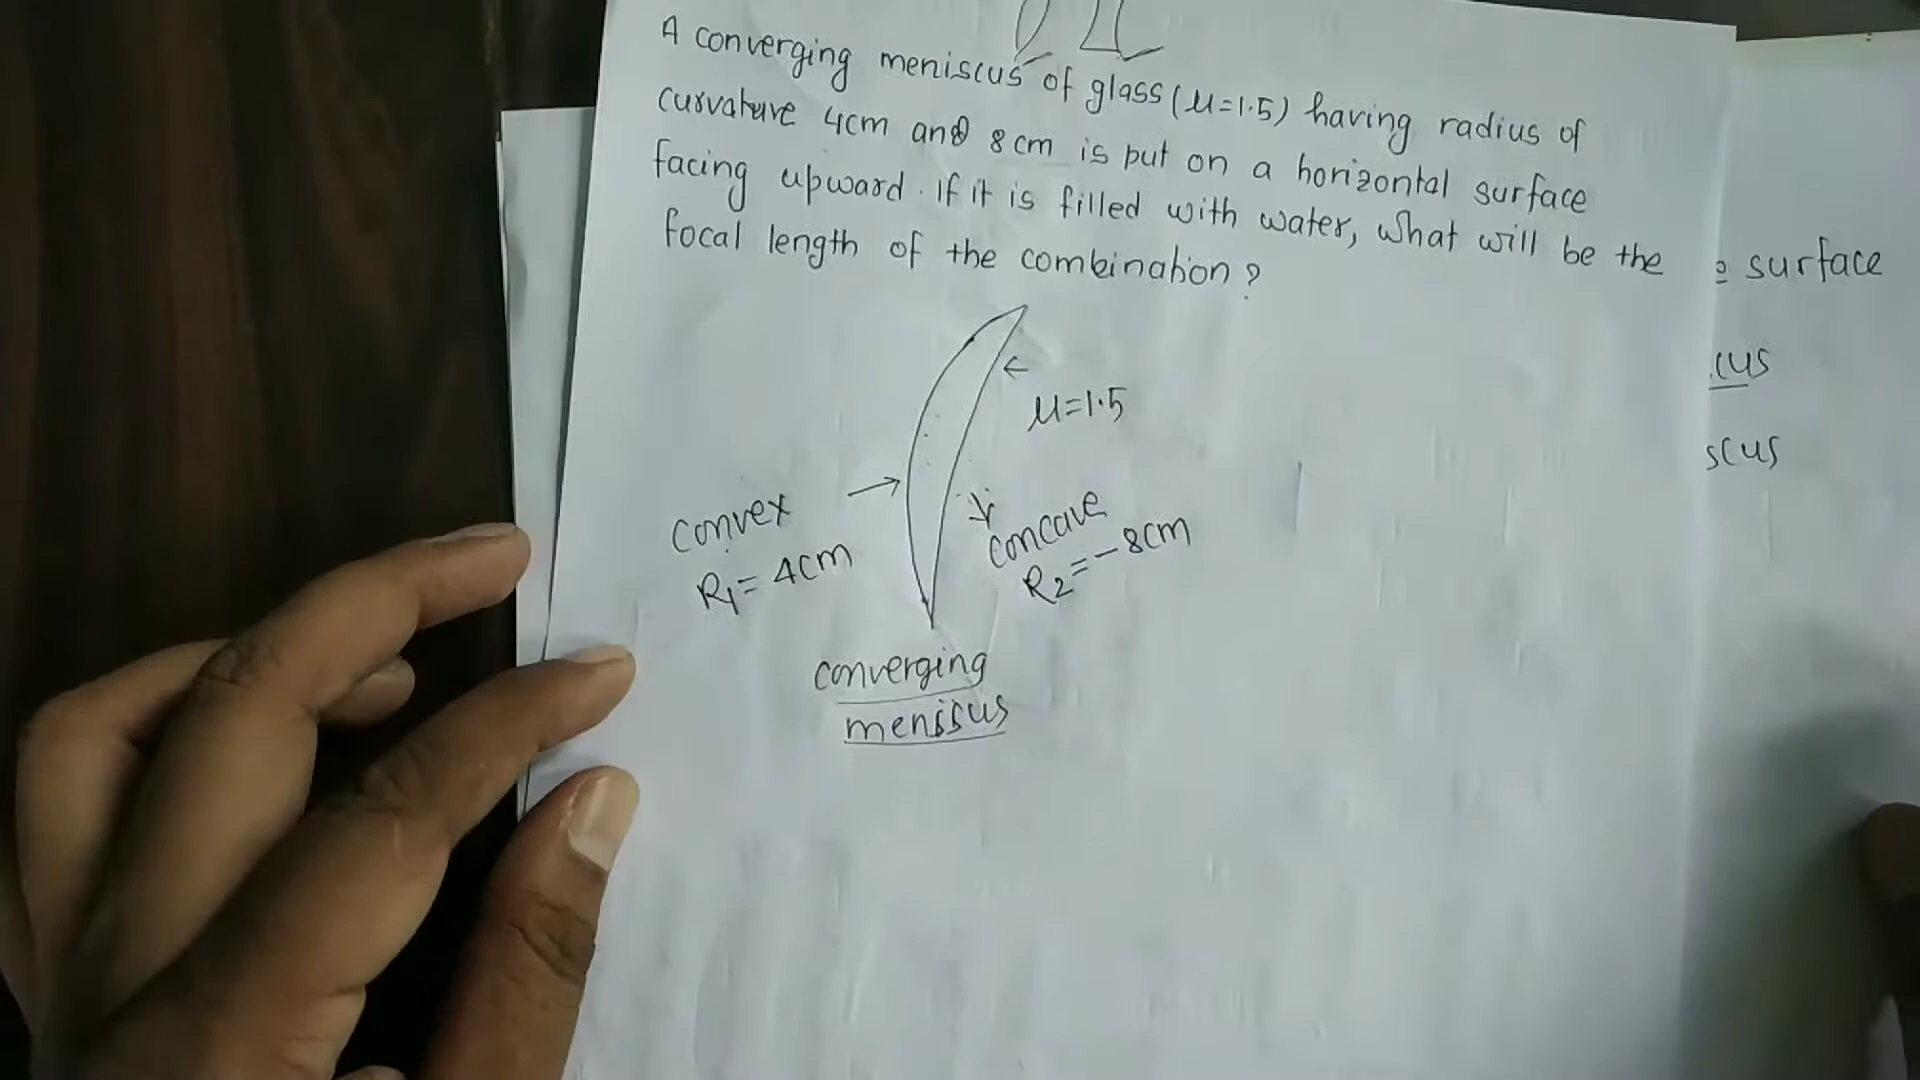 A converging meniscus of glass (μ=1.5) having radius of
curvature 4cm and 8cm is put on a horizontal surface
facing upward. If it is filled with water, what will be the
focal length of the combination?
surface
cus
scus
μ=1.5
convex
R1= 4cm
concave
R2=-8cm
converging
menisus